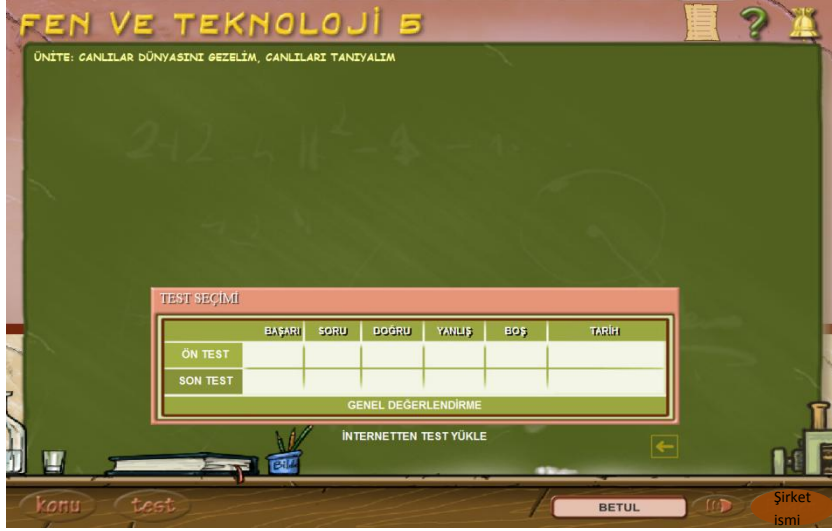 FEN VE TEKNOLOJİ 5
ÜNİTE: CANLILAR DÜNYASINI GEZELİM, CANLILARI TANIYALIM
TEST SEÇİMİ
BAŞARI SORU DOĞRU YANLIŞ BOŞ TARİH
ÖN TEST
SON TEST
GENEL DEĞERLENDİRME
İNTERNETTEN TEST YÜKLE
konu test
BETUL
Şirket
ismi